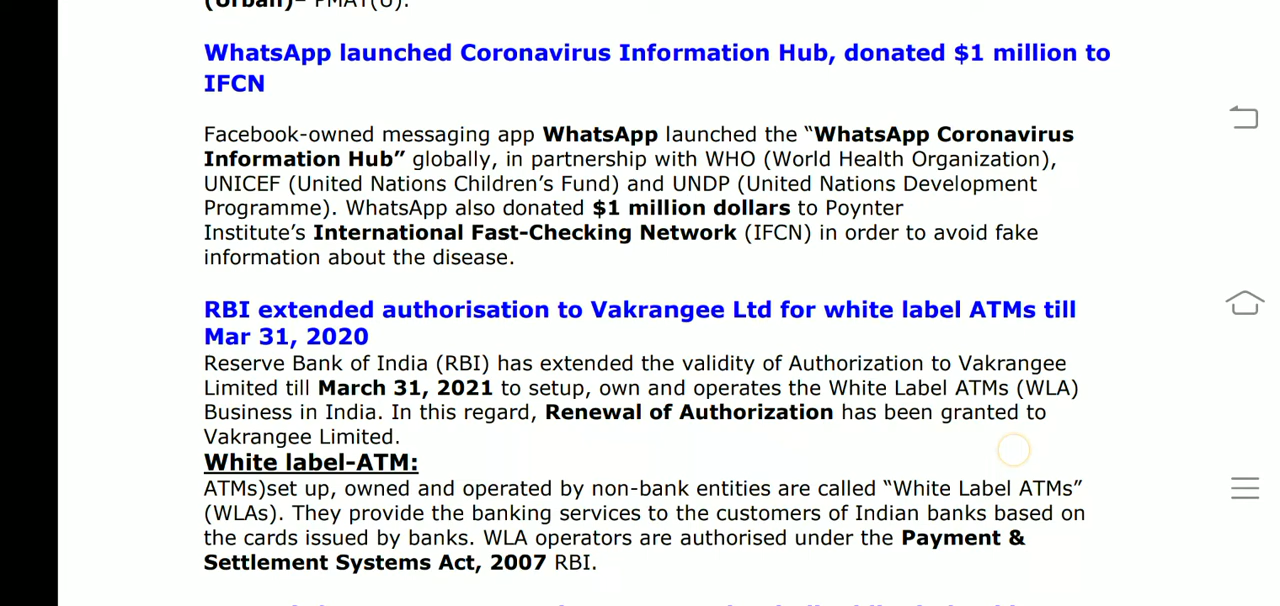 (Urban)– PMAY(U).
WhatsApp launched Coronavirus Information Hub, donated $1 million to
IFCN
Facebook-owned messaging app WhatsApp launched the “WhatsApp Coronavirus
Information Hub” globally, in partnership with WHO (World Health Organization),
UNICEF (United Nations Children’s Fund) and UNDP (United Nations Development
Programme). WhatsApp also donated $1 million dollars to Poynter
Institute’s International Fast-Checking Network (IFCN) in order to avoid fake
information about the disease.
RBI extended authorisation to Vakrangee Ltd for white label ATMs till
Mar 31, 2020
Reserve Bank of India (RBI) has extended the validity of Authorization to Vakrangee
Limited till March 31, 2021 to setup, own and operates the White Label ATMs (WLA)
Business in India. In this regard, Renewal of Authorization has been granted to
Vakrangee Limited.
White label-ATM:
ATMs)set up, owned and operated by non-bank entities are called “White Label ATMs”
(WLAs). They provide the banking services to the customers of Indian banks based on
the cards issued by banks. WLA operators are authorised under the Payment &
Settlement Systems Act, 2007 RBI.